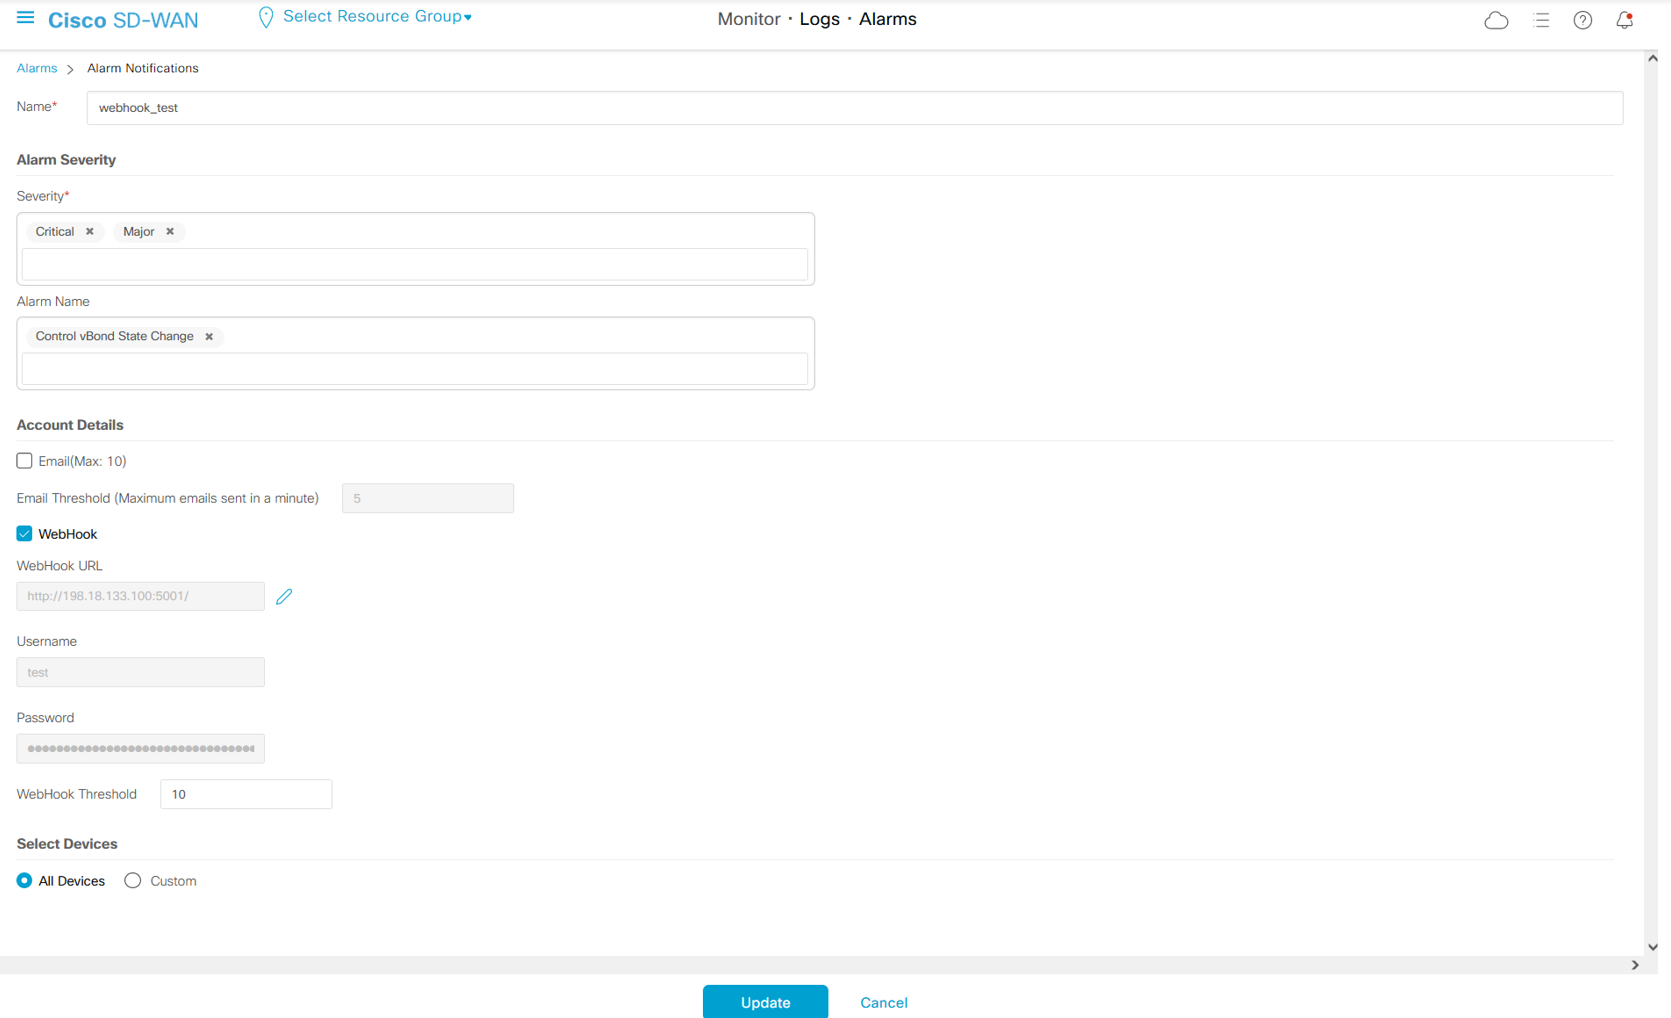 Cisco SD-WAN
Select Resource Group
Monitor · Logs · Alarms
Alarms > Alarm Notifications
Name*
webhook_test
Alarm Severity
Severity*
Critical ✖ Major ✖
Alarm Name
Control vBond State Change ✖
Account Details
Email(Max: 10)
Email Threshold (Maximum emails sent in a minute)
5
WebHook
WebHook URL
http://198.18.133.100:5001/
Username
test
Password
WebHook Threshold
10
Select Devices
All Devices
Custom
Update
Cancel